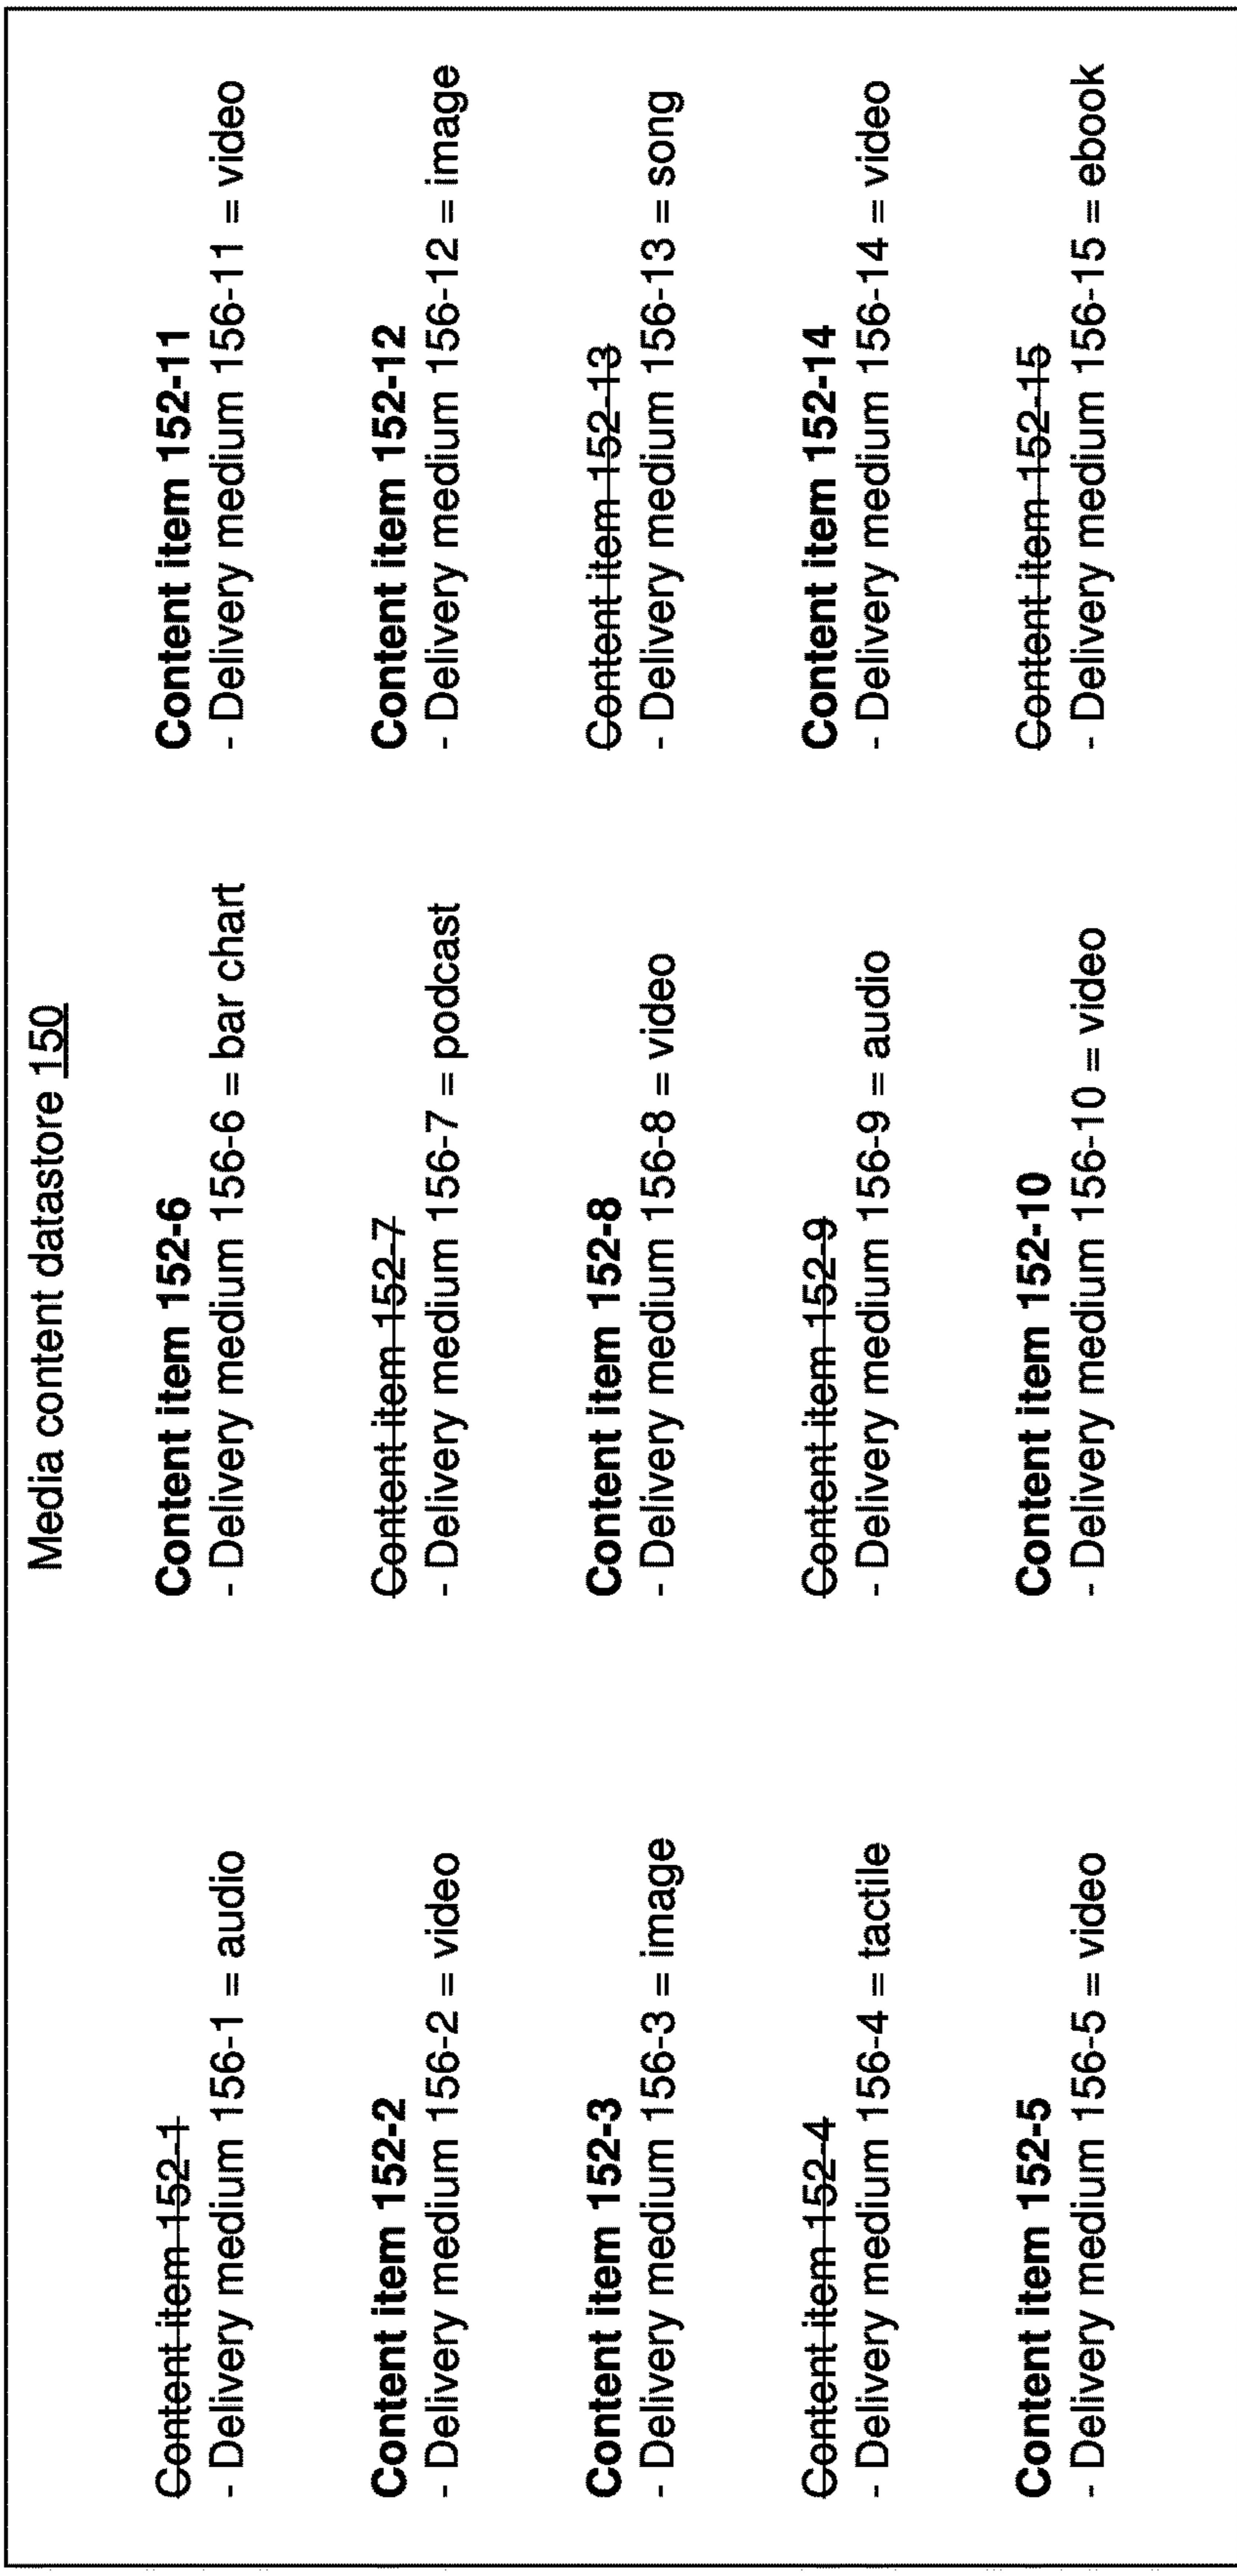 Media content datastore 150
Content item 152-1
- Delivery medium 156-1 = audio
Content item 152-2
- Delivery medium 156-2 = video
Content item 152-3
- Delivery medium 156-3 = image
Content item 152-4
- Delivery medium 156-4 = tactile
Content item 152-5
- Delivery medium 156-5 = video
Content item 152-6
- Delivery medium 156-6 = bar chart
Content item 152-7
- Delivery medium 156-7 = podcast
Content item 152-8
- Delivery medium 156-8 = video
Content item 152-9
- Delivery medium 156-9 = audio
Content item 152-10
- Delivery medium 156-10 = video
Content item 152-11
- Delivery medium 156-11 = video
Content item 152-12
- Delivery medium 156-12 = image
Content item 152-13
- Delivery medium 156-13 = song
Content item 152-14
- Delivery medium 156-14 = video
Content item 152-15
- Delivery medium 156-15 = ebook